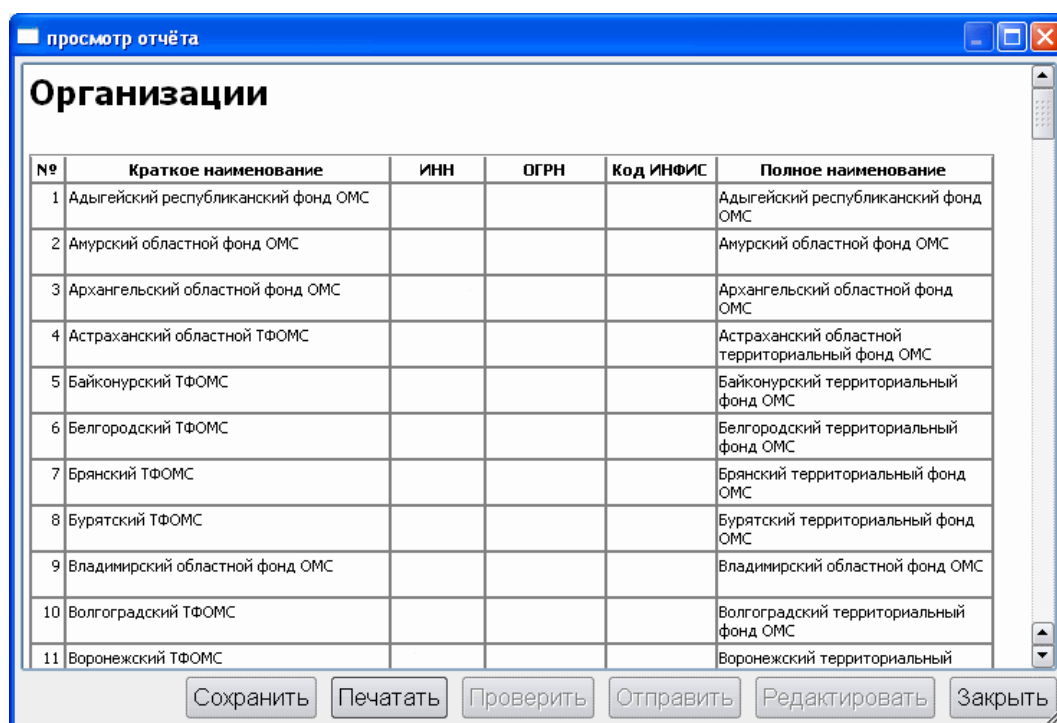 просмотр отчёта
Организации
№ Краткое наименование ИНН ОГРН Код ИНФИС Полное наименование
1 Адыгейский республиканский фонд ОМС Адыгейский республиканский фонд
ОМС
2 Амурский областной фонд ОМС Амурский областной фонд ОМС
3 Архангельский областной фонд ОМС Архангельский областной фонд
ОМС
4 Астраханский областной ТФОМС Астраханский областной
территориальный фонд ОМС
5 Байконурский ТФОМС Байконурский территориальный
фонд ОМС
6 Белгородский ТФОМС Белгородский территориальный
фонд ОМС
7 Брянский ТФОМС Брянский территориальный фонд
ОМС
8 Бурятский ТФОМС Бурятский территориальный фонд
ОМС
9 Владимирский областной фонд ОМС Владимирский областной фонд ОМС
10 Волгоградский ТФОМС Волгоградский территориальный
фонд ОМС
11 Воронежский ТФОМС Воронежский территориальный
Сохранить Печатать Проверить Отправить Редактировать Закрыть